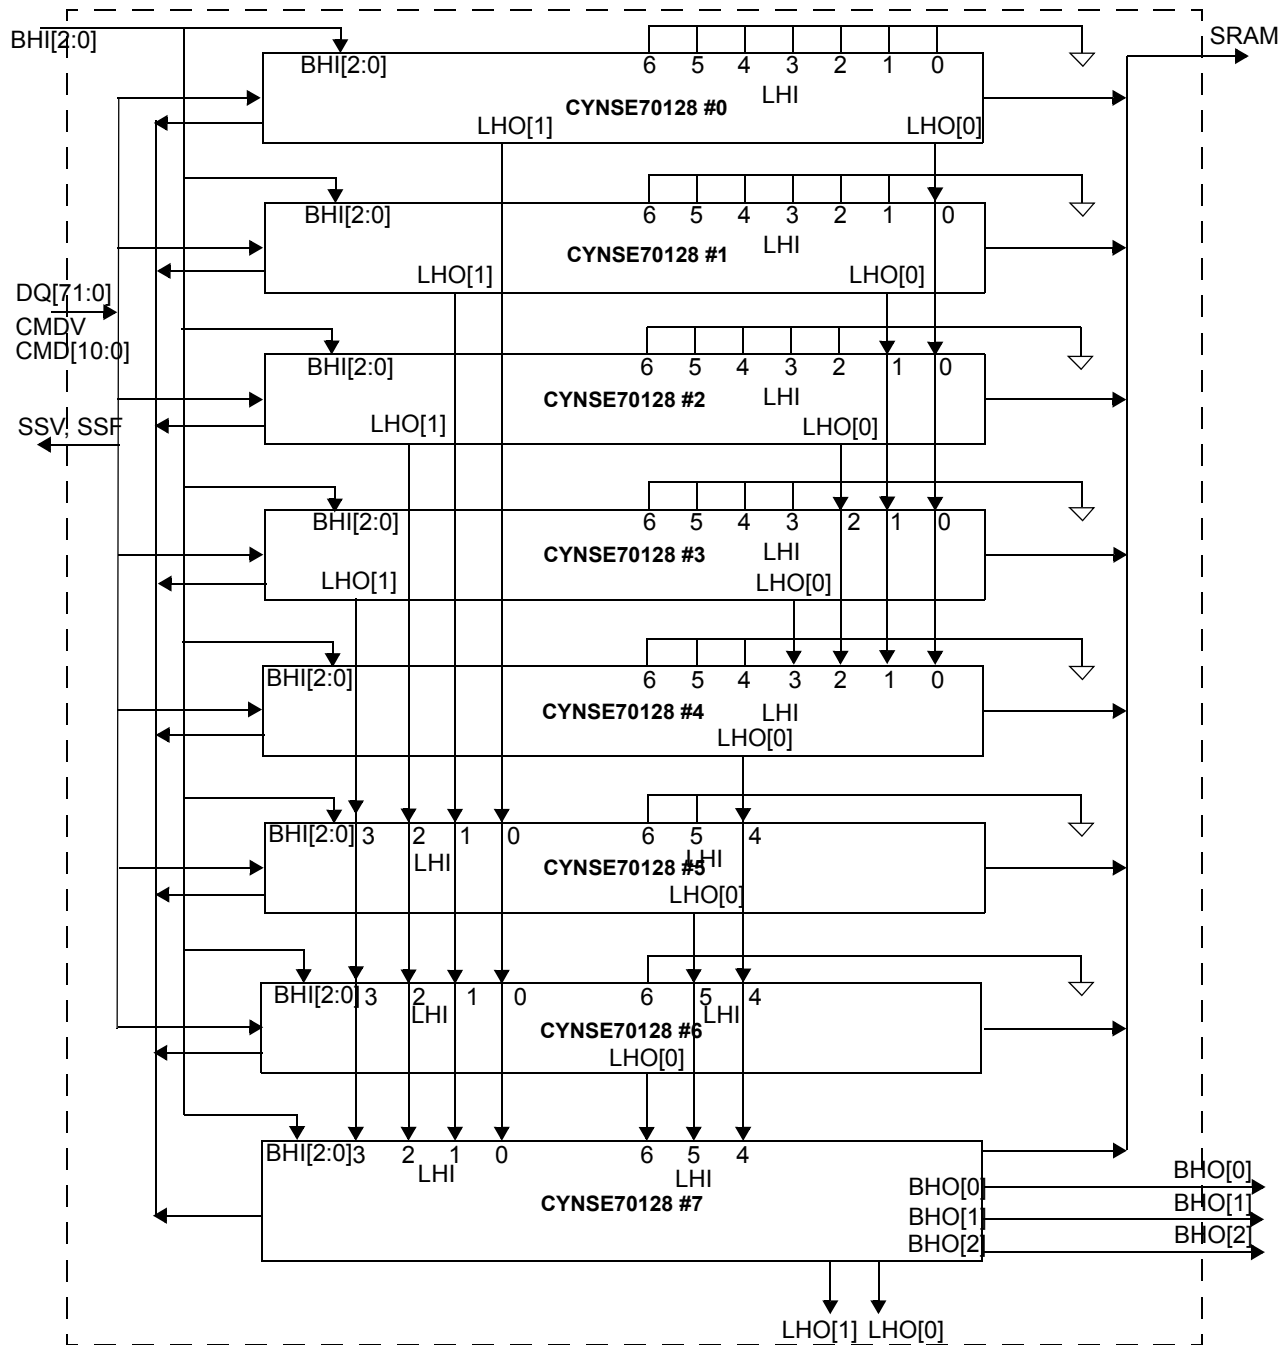 BHI[2:0]
SRAM
BHI[2:0] 6 5 4 3 2 1 0
LHI
CYNSE70128 #0
LHO[1] LHO[0]
BHI[2:0] 6 5 4 3 2 1 0
LHI
CYNSE70128 #1
LHO[1] LHO[0]
DQ[71:0]
CMDV
CMD[10:0]
BHI[2:0] 6 5 4 3 2 1 0
LHI
CYNSE70128 #2
LHO[1] LHO[0]
SSV, SSF
BHI[2:0] 6 5 4 3 2 1 0
LHI
CYNSE70128 #3
LHO[1] LHO[0]
BHI[2:0] 6 5 4 3 2 1 0
LHI
CYNSE70128 #4
LHO[0]
BHI[2:0] 3 2 1 0 6 5 4
LHI LHI
CYNSE70128 #5
LHO[0]
BHI[2:0] 3 2 1 0 6 5 4
LHI LHI
CYNSE70128 #6
LHO[0]
BHI[2:0] 3 2 1 0 6 5 4
LHI LHI
CYNSE70128 #7
BHO[0] BHO[0]
BHO[1] BHO[1]
BHO[2] BHO[2]
LHO[1] LHO[0]